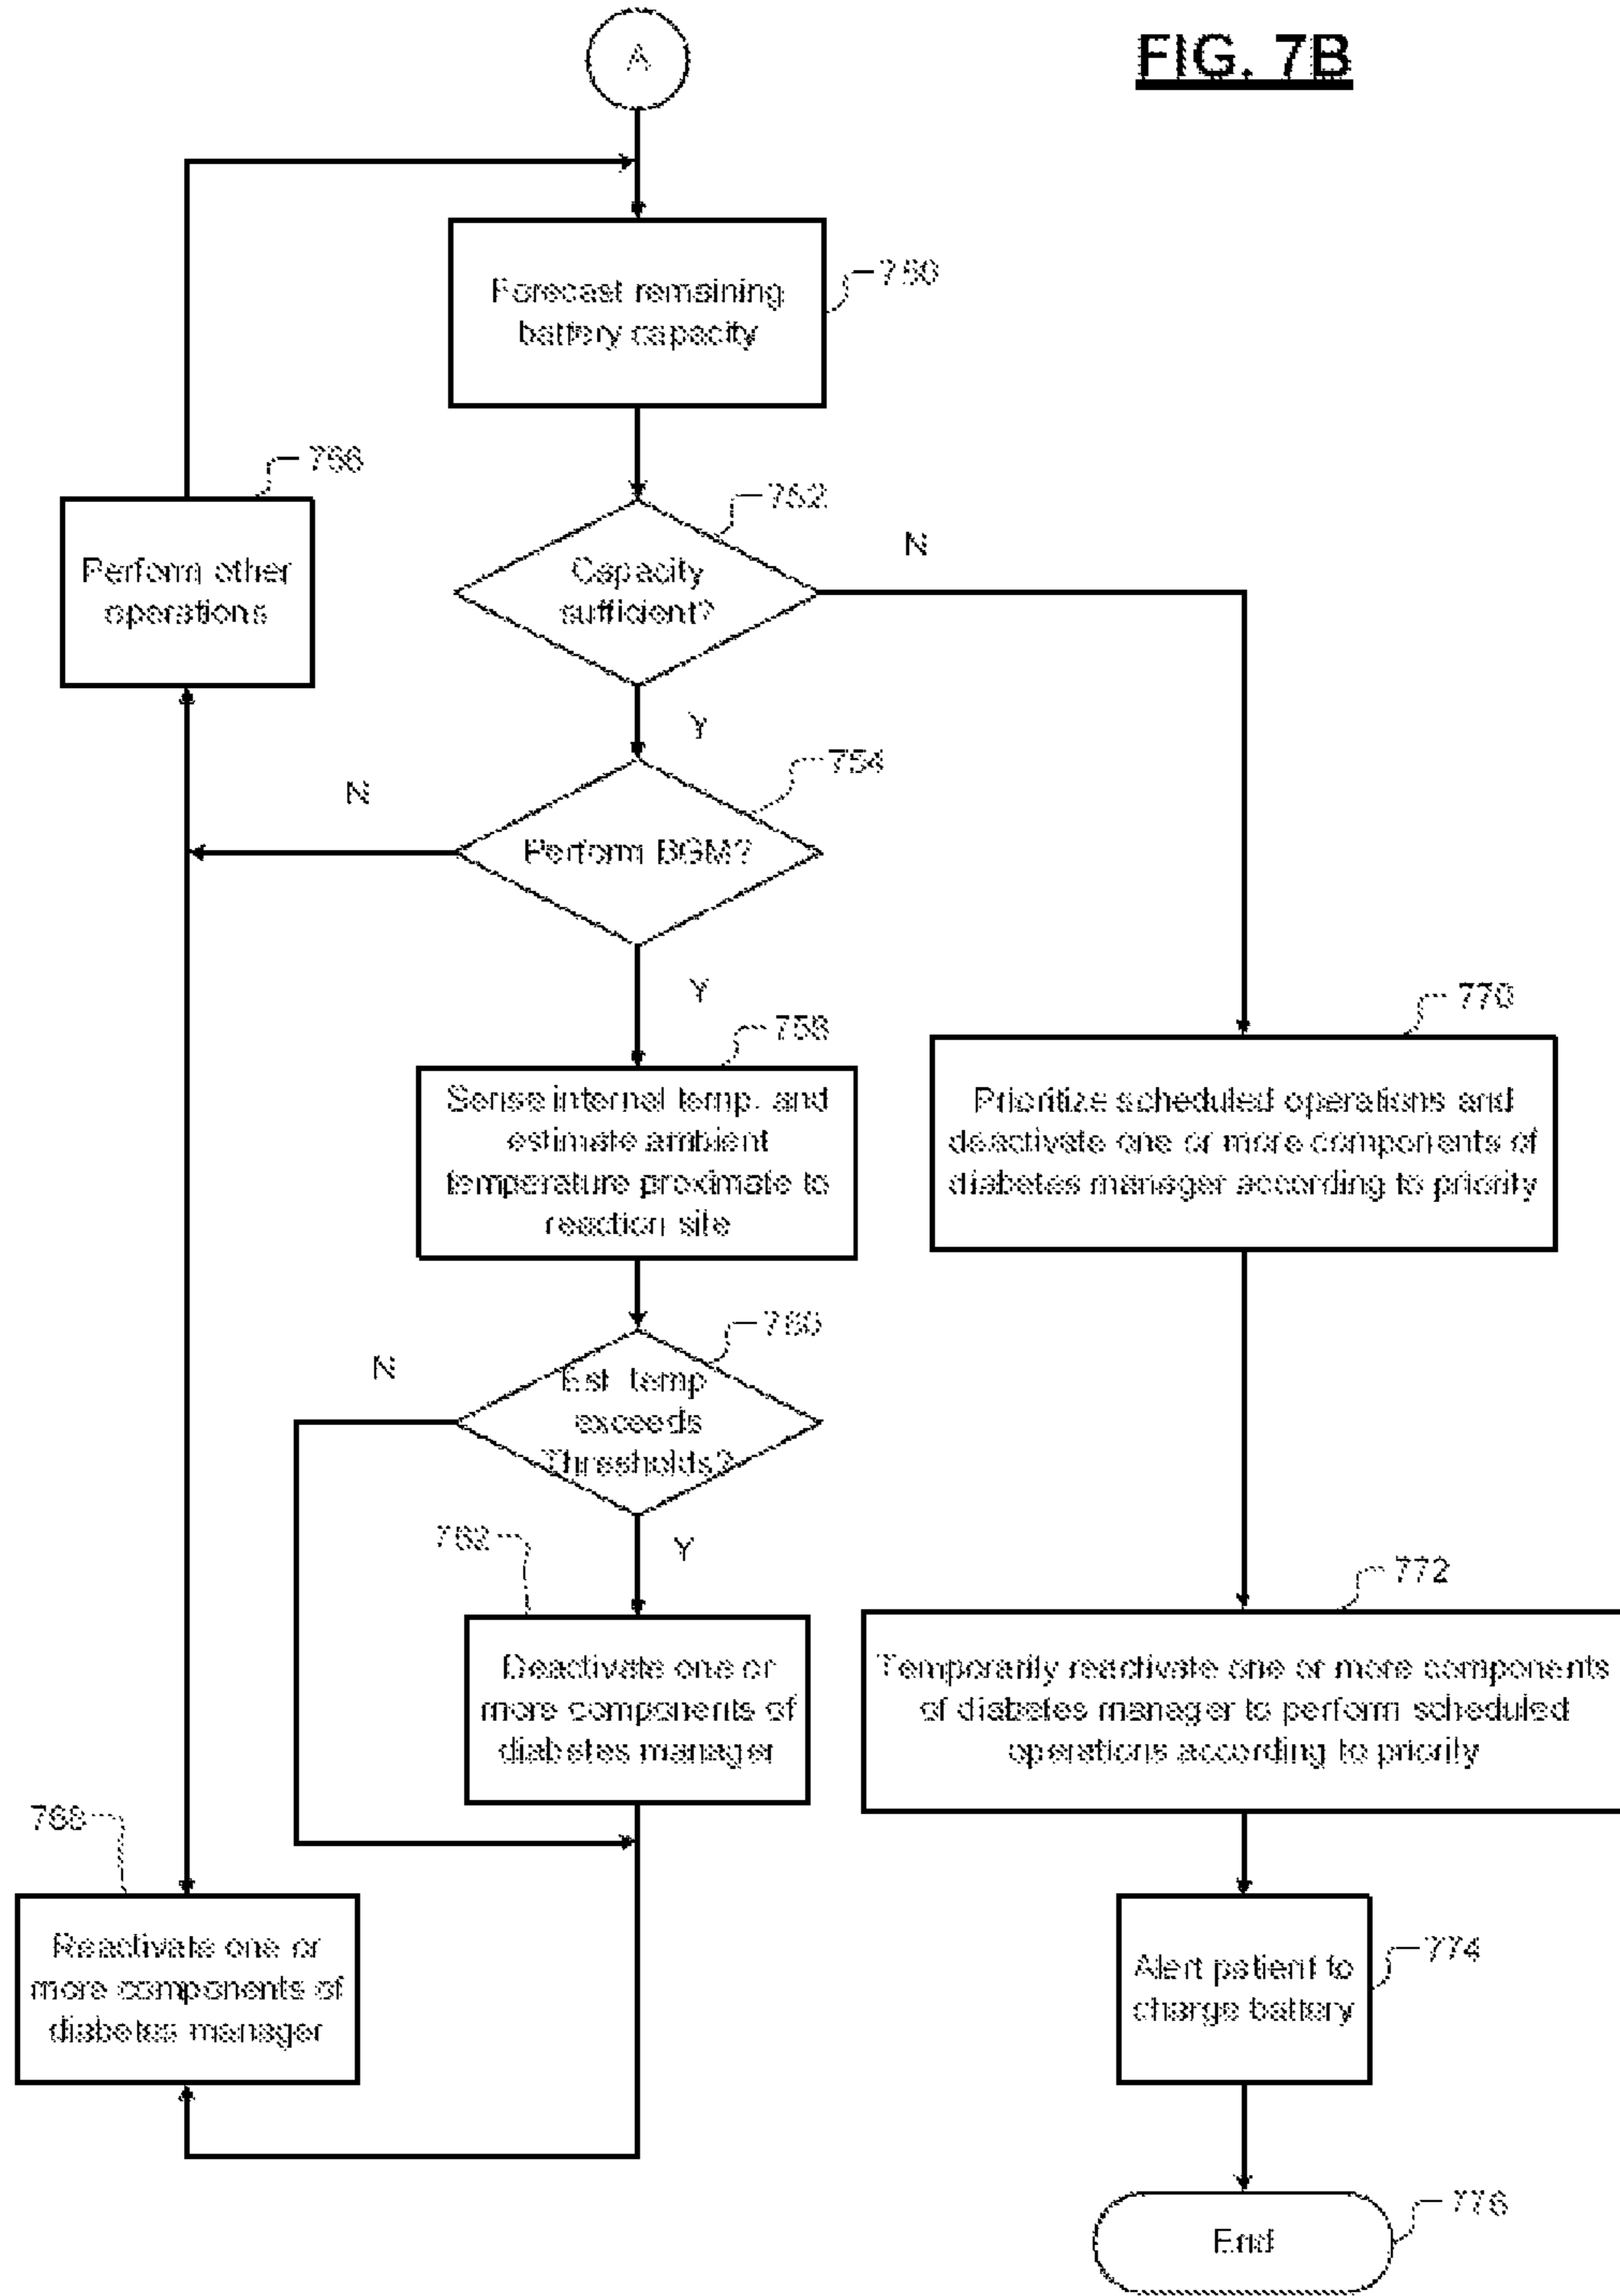 FIG. 7B
A
Forecast remaining
battery capacity
750
756
Perform other
operations
752
Capacity
sufficient?
N
Y
754
Perform BGM?
N
Y
758
Sense internal temp. and
estimate ambient
temperature proximate to
reaction site
770
Prioritize scheduled operations and
deactivate one or more components of
diabetes manager according to priority
760
Est. temp
exceeds
Thresholds?
N
Y
762
Deactivate one or
more components of
diabetes manager
772
Temporarily reactivate one or more components
of diabetes manager to perform scheduled
operations according to priority
Reactivate one or
more components of
diabetes manager
774
Alert patient to
charge battery
776
End